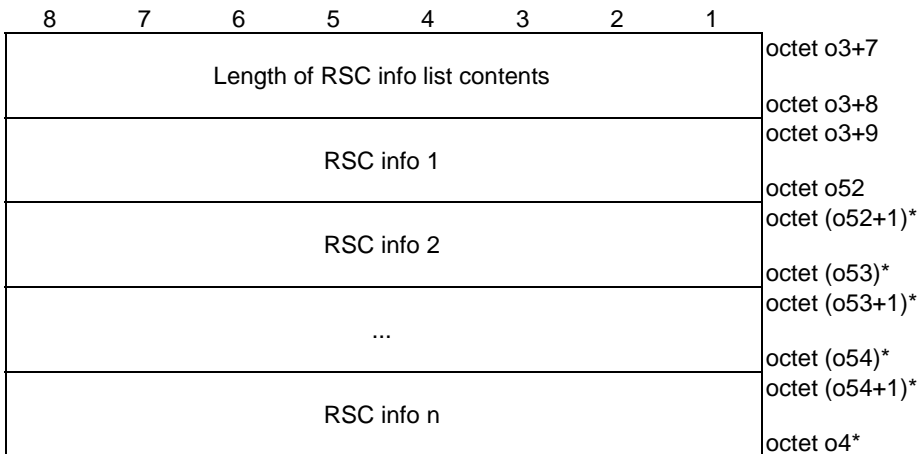 8 7 6 5 4 3 2 1
octet o3+7
Length of RSC info list contents
octet o3+8
octet o3+9
RSC info 1
octet o52
octet (o52+1)*
RSC info 2
octet (o53)*
octet (o53+1)*
...
octet (o54)*
octet (o54+1)*
RSC info n
octet o4*